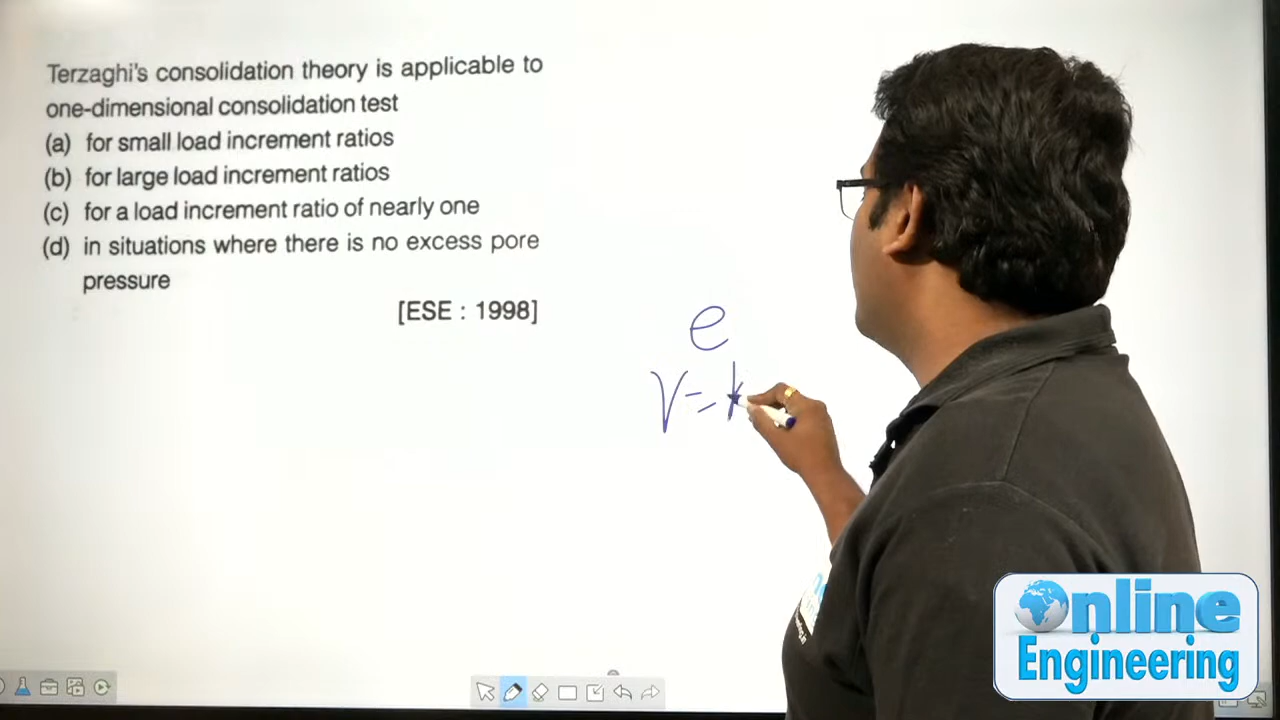 Terzaghi's consolidation theory is applicable to
one-dimensional consolidation test
(a) for small load increment ratios
(b) for large load increment ratios
(c) for a load increment ratio of nearly one
(d) in situations where there is no excess pore
pressure
[ESE : 1998]
e
V = k
Online
Engineering